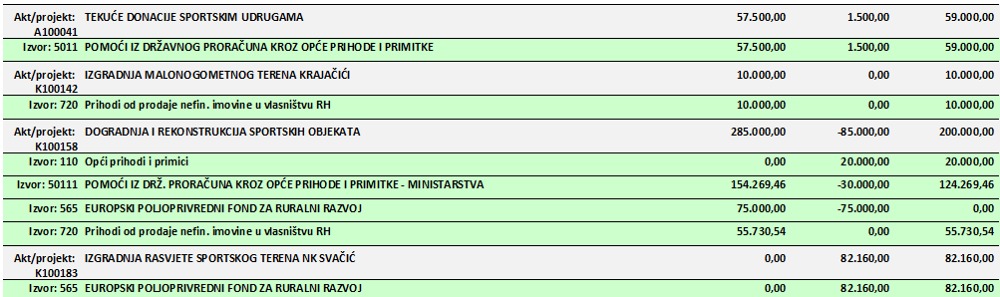 Akt/projekt: TEKUĆE DONACIJE SPORTSKIM UDRUGAMA 57.500,00 1.500,00 59.000,00
A100041
Izvor: 5011 POMOĆI IZ DRŽAVNOG PRORAČUNA KROZ OPĆE PRIHODE I PRIMITKE 57.500,00 1.500,00 59.000,00
Akt/projekt: IZGRADNJA MALONOGOMETNOG TERENA KRAJAČIĆI 10.000,00 0,00 10.000,00
K100142
Izvor: 720 Prihodi od prodaje nefin. imovine u vlasništvu RH 10.000,00 0,00 10.000,00
Akt/projekt: DOGRADNJA I REKONSTRUKCIJA SPORTSKIH OBJEKATA 285.000,00 -85.000,00 200.000,00
K100158
Izvor: 110 Opći prihodi i primici 0,00 20.000,00 20.000,00
Izvor: 50111 POMOĆI IZ DRŽ. PRORAČUNA KROZ OPĆE PRIHODE I PRIMITKE - MINISTARSTVA 154.269,46 -30.000,00 124.269,46
Izvor: 565 EUROPSKI POLJOPRIVREDNI FOND ZA RURALNI RAZVOJ 75.000,00 -75.000,00 0,00
Izvor: 720 Prihodi od prodaje nefin. imovine u vlasništvu RH 55.730,54 0,00 55.730,54
Akt/projekt: IZGRADNJA RASVJETE SPORTSKOG TERENA NK SVAČIĆ 0,00 82.160,00 82.160,00
K100183
Izvor: 565 EUROPSKI POLJOPRIVREDNI FOND ZA RURALNI RAZVOJ 0,00 82.160,00 82.160,00